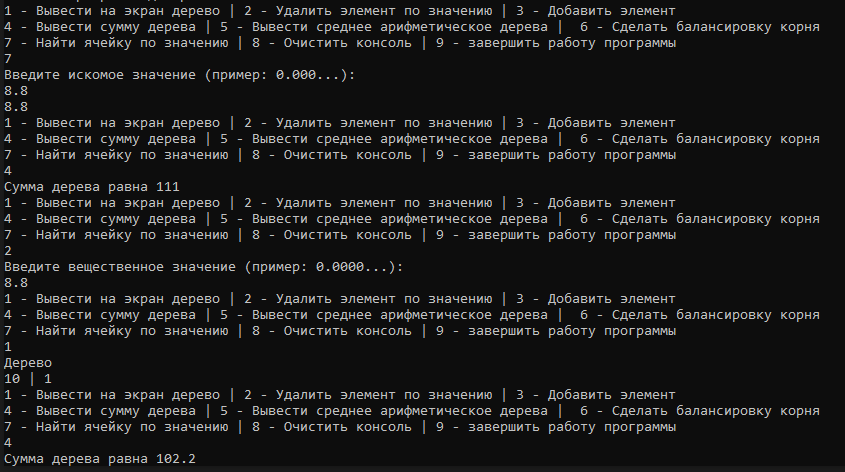 1 - Вывести на экран дерево | 2 - Удалить элемент по значению | 3 - Добавить элемент
4 - Вывести сумму дерева | 5 - Вывести среднее арифметическое дерева |  6 - Сделать балансировку корня
7 - Найти ячейку по значению | 8 - Очистить консоль | 9 - завершить работу программы
7
Введите искомое значение (пример: 0.000...):
8.8
8.8
1 - Вывести на экран дерево | 2 - Удалить элемент по значению | 3 - Добавить элемент
4 - Вывести сумму дерева | 5 - Вывести среднее арифметическое дерева |  6 - Сделать балансировку корня
7 - Найти ячейку по значению | 8 - Очистить консоль | 9 - завершить работу программы
4
Сумма дерева равна 111
1 - Вывести на экран дерево | 2 - Удалить элемент по значению | 3 - Добавить элемент
4 - Вывести сумму дерева | 5 - Вывести среднее арифметическое дерева |  6 - Сделать балансировку корня
7 - Найти ячейку по значению | 8 - Очистить консоль | 9 - завершить работу программы
2
Введите вещественное значение (пример: 0.0000...):
8.8
1 - Вывести на экран дерево | 2 - Удалить элемент по значению | 3 - Добавить элемент
4 - Вывести сумму дерева | 5 - Вывести среднее арифметическое дерева |  6 - Сделать балансировку корня
7 - Найти ячейку по значению | 8 - Очистить консоль | 9 - завершить работу программы
1
Дерево
10 | 1
1 - Вывести на экран дерево | 2 - Удалить элемент по значению | 3 - Добавить элемент
4 - Вывести сумму дерева | 5 - Вывести среднее арифметическое дерева |  6 - Сделать балансировку корня
7 - Найти ячейку по значению | 8 - Очистить консоль | 9 - завершить работу программы
4
Сумма дерева равна 102.2